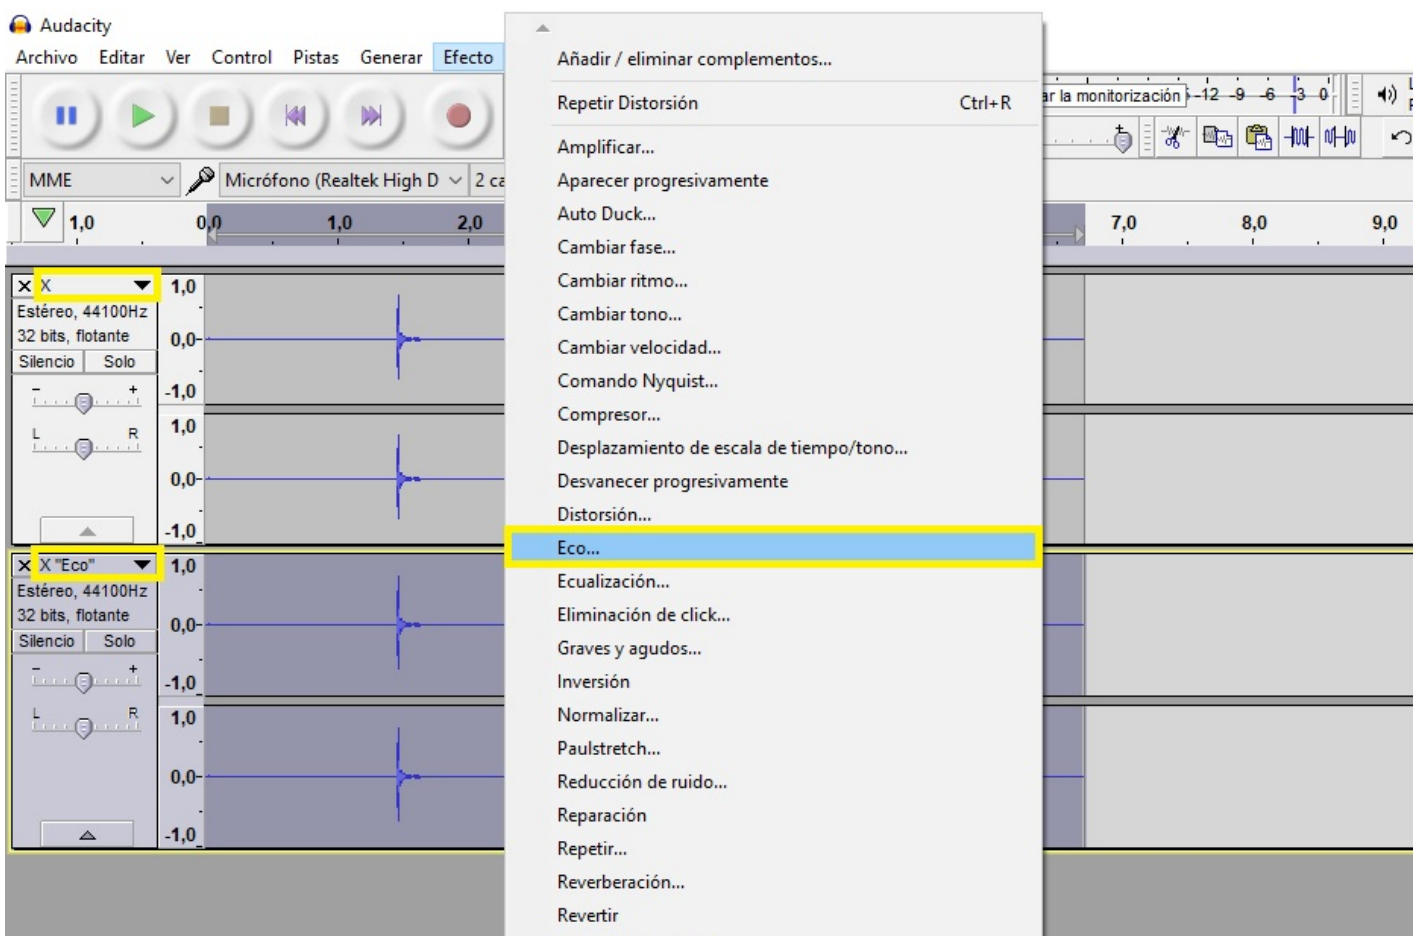 Audacity
Archivo Editar Ver Control Pistas Generar Efecto
MME
Micrófono (Realtek High D
2 ca
ar la monitorización
-12 -9 -6 -3 0
1,0 0,0 1,0 2,0 7,0 8,0 9,0
X
Estéreo, 44100Hz
32 bits, flotante
Silencio Solo
- +
L R
1,0
0,0
-1,0
1,0
0,0
-1,0
X "Eco"
Estéreo, 44100Hz
32 bits, flotante
Silencio Solo
- +
L R
1,0
0,0
-1,0
1,0
0,0
-1,0
Añadir / eliminar complementos...
Repetir Distorsión Ctrl+R
Amplificar...
Aparecer progresivamente
Auto Duck...
Cambiar fase...
Cambiar ritmo...
Cambiar tono...
Cambiar velocidad...
Comando Nyquist...
Compresor...
Desplazamiento de escala de tiempo/tono...
Desvanecer progresivamente
Distorsión...
Eco...
Ecualización...
Eliminación de click...
Graves y agudos...
Inversión
Normalizar...
Paulstretch...
Reducción de ruido...
Reparación
Repetir...
Reverberación...
Revertir